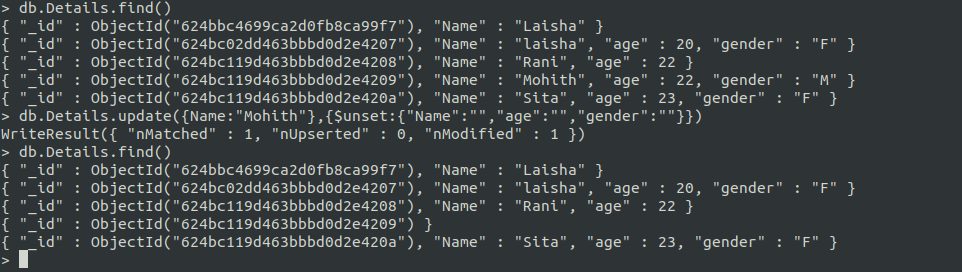 > db.Details.find()
{ "_id" : ObjectId("624bbc4699ca2d0fb8ca99f7"), "Name" : "Laisha" }
{ "_id" : ObjectId("624bc02dd463bbbd0d2e4207"), "Name" : "laisha", "age" : 20, "gender" : "F" }
{ "_id" : ObjectId("624bc119d463bbbd0d2e4208"), "Name" : "Rani", "age" : 22 }
{ "_id" : ObjectId("624bc119d463bbbd0d2e4209"), "Name" : "Mohith", "age" : 22, "gender" : "M" }
{ "_id" : ObjectId("624bc119d463bbbd0d2e420a"), "Name" : "Sita", "age" : 23, "gender" : "F" }
> db.Details.update({Name:"Mohith"},{$unset:{"Name":"","age":"","gender":""}})
WriteResult({ "nMatched" : 1, "nUpserted" : 0, "nModified" : 1 })
> db.Details.find()
{ "_id" : ObjectId("624bbc4699ca2d0fb8ca99f7"), "Name" : "Laisha" }
{ "_id" : ObjectId("624bc02dd463bbbd0d2e4207"), "Name" : "laisha", "age" : 20, "gender" : "F" }
{ "_id" : ObjectId("624bc119d463bbbd0d2e4208"), "Name" : "Rani", "age" : 22 }
{ "_id" : ObjectId("624bc119d463bbbd0d2e4209") }
{ "_id" : ObjectId("624bc119d463bbbd0d2e420a"), "Name" : "Sita", "age" : 23, "gender" : "F" }
>